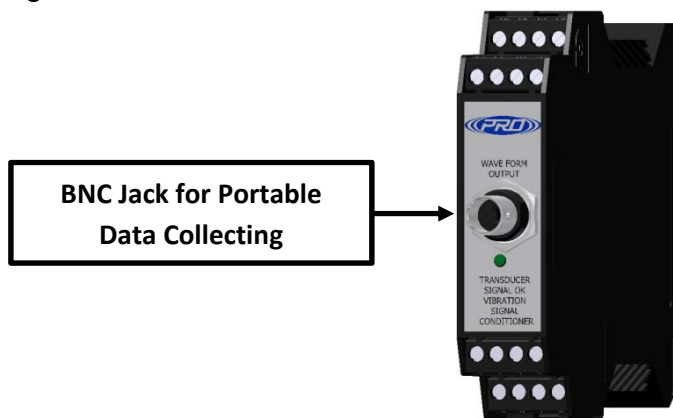 PRO
WAVE FORM
OUTPUT
BNC Jack for Portable
Data Collecting
TRANSDUCER
SIGNAL OK
VIBRATION
SIGNAL
CONDITIONER